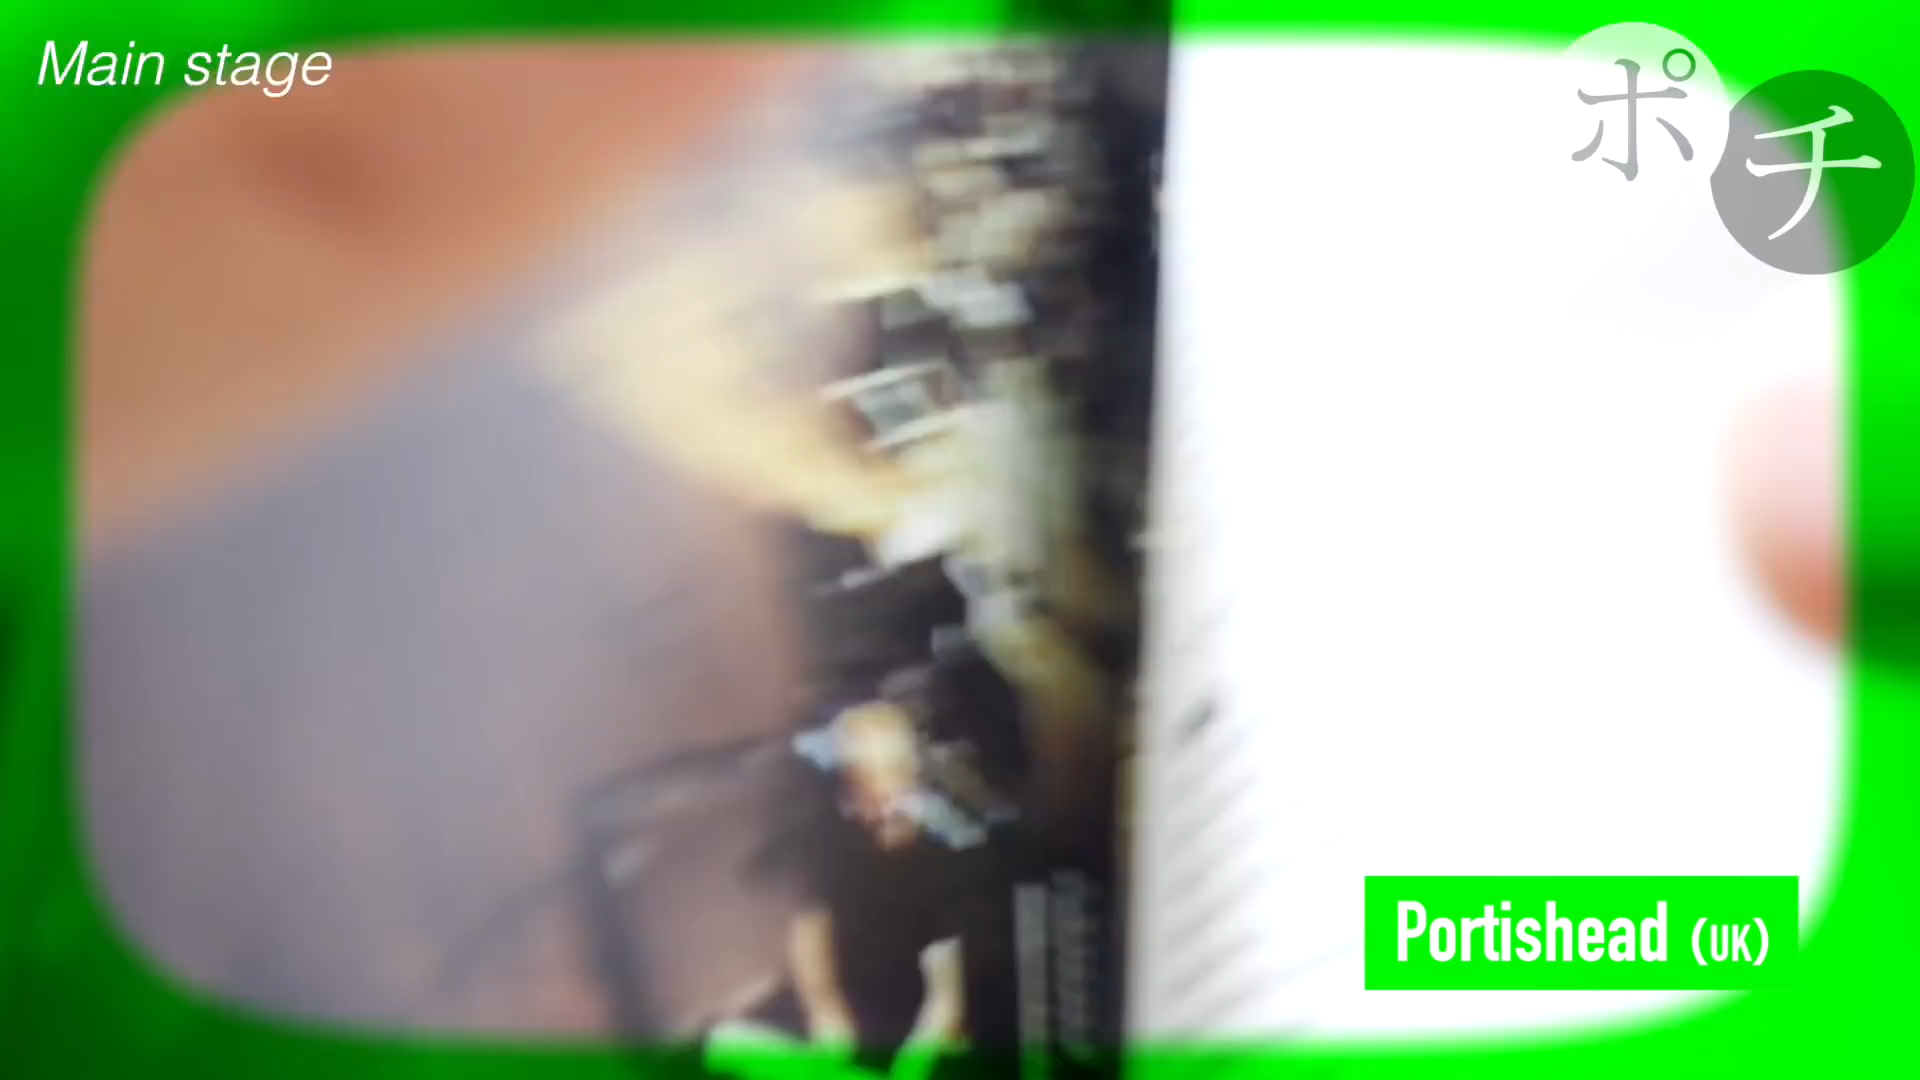 Main stage
ポチ
Portishead (UK)